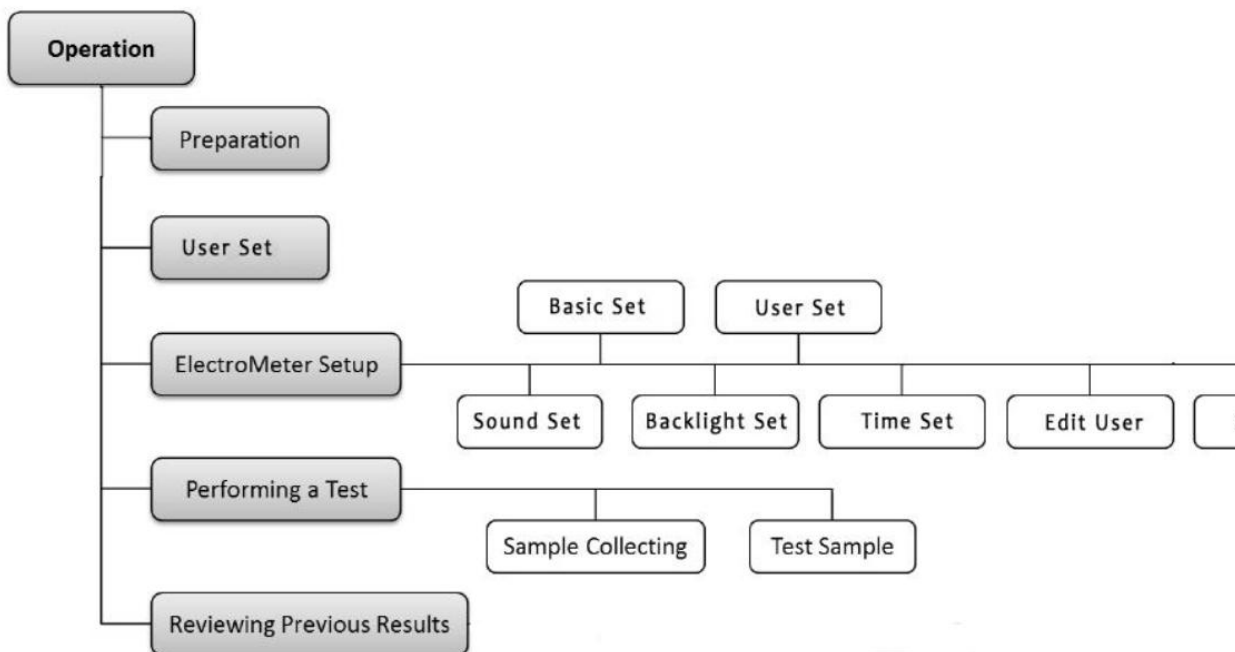 Operation
Preparation
User Set
Basic Set
User Set
ElectroMeter Setup
Sound Set
Backlight Set
Time Set
Edit User
Performing a Test
Sample Collecting
Test Sample
Reviewing Previous Results